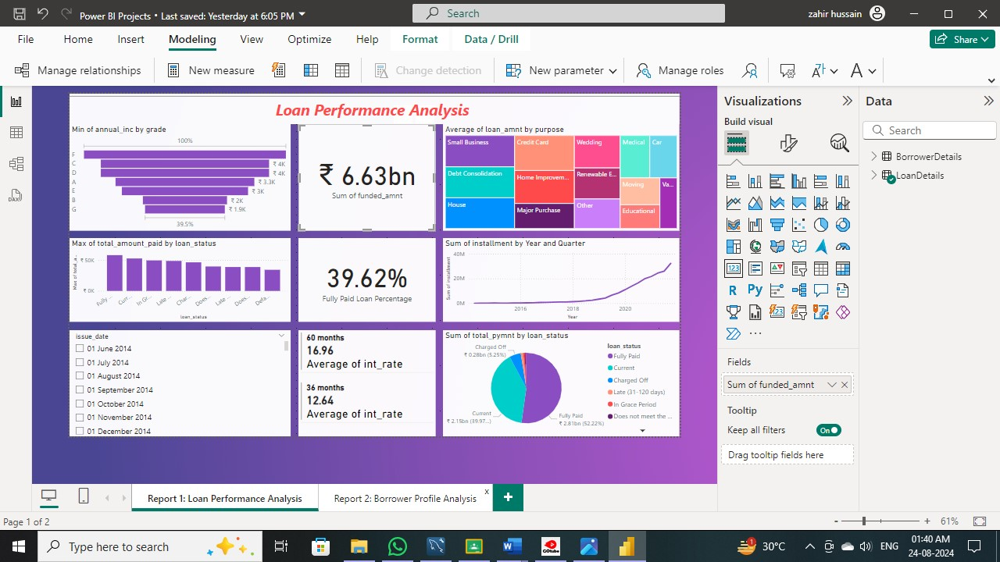 Power BI Projects • Last saved: Yesterday at 6:05 PM
Search
zahir hussain
File
Home
Insert
Modeling
View
Optimize
Help
Format
Data / Drill
Share
Manage relationships
New measure
Change detection
New parameter
Manage roles
Loan Performance Analysis
Min of annual_inc by grade
100%
F
C
₹ 4K
D
₹ 4K
A
₹ 3.3K
E
₹ 3K
B
₹ 2K
G
₹ 1.9K
39.5%
₹ 6.63bn
Sum of funded_amnt
Average of loan_amnt by purpose
Small Business
Credit Card
Wedding
Medical
Car
Debt Consolidation
Home Improvem...
Renewable E...
Moving
Va...
House
Major Purchase
Other
Educational
Max of total_amount_paid by loan_status
Max of total_a...
₹ 50K
₹ 0K
Fully ...
Curr...
In Gr...
Late...
Char...
Does...
Late ...
Does...
Defa...
loan_status
39.62%
Fully Paid Loan Percentage
Sum of installment by Year and Quarter
Sum of installment
40M
20M
0M
2016
2018
2020
Year
issue_date
01 June 2014
01 July 2014
01 August 2014
01 September 2014
01 October 2014
01 November 2014
01 December 2014
60 months
16.96
Average of int_rate
36 months
12.64
Average of int_rate
Sum of total_pymnt by loan_status
Charged Off
₹ 0.28bn (5.25%)
Current
₹ 2.15bn (39.97...)
Fully Paid
₹ 2.81bn (52.22%)
loan_status
Fully Paid
Current
Charged Off
Late (31-120 days)
In Grace Period
Does not meet the ...
Visualizations
Build visual
123
R
Py
Fields
Sum of funded_amnt
Tooltip
Keep all filters
On
Drag tooltip fields here
Data
Search
BorrowerDetails
LoanDetails
DAX
Report 1: Loan Performance Analysis
Report 2: Borrower Profile Analysis
x
+
Page 1 of 2
- + 61%
Type here to search
GOtube
1
30°C
ENG
01:40 AM
24-08-2024